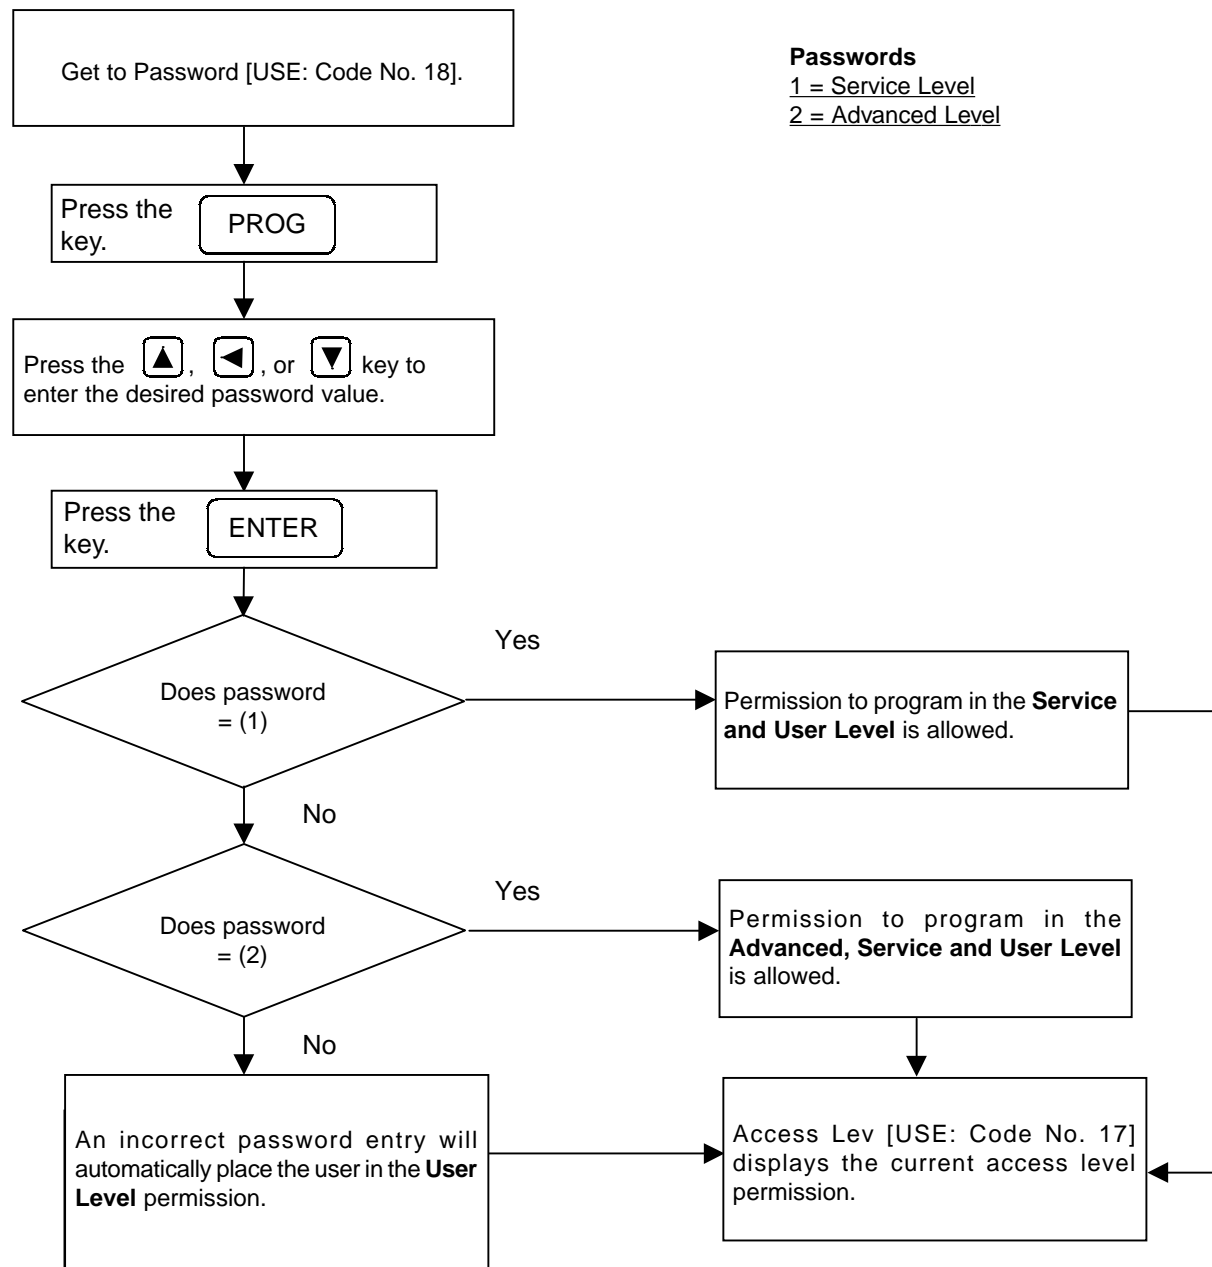 Get to Password [USE: Code No. 18].
Passwords
1 = Service Level
2 = Advanced Level
Press the
key.
PROG
Press the ▲, ◄, or ▼ key to
enter the desired password value.
Press the
key.
ENTER
Does password
= (1)
Yes
Permission to program in the Service
and User Level is allowed.
No
Does password
= (2)
Yes
Permission to program in the
Advanced, Service and User Level
is allowed.
No
An incorrect password entry will
automatically place the user in the User
Level permission.
Access Lev [USE: Code No. 17]
displays the current access level
permission.